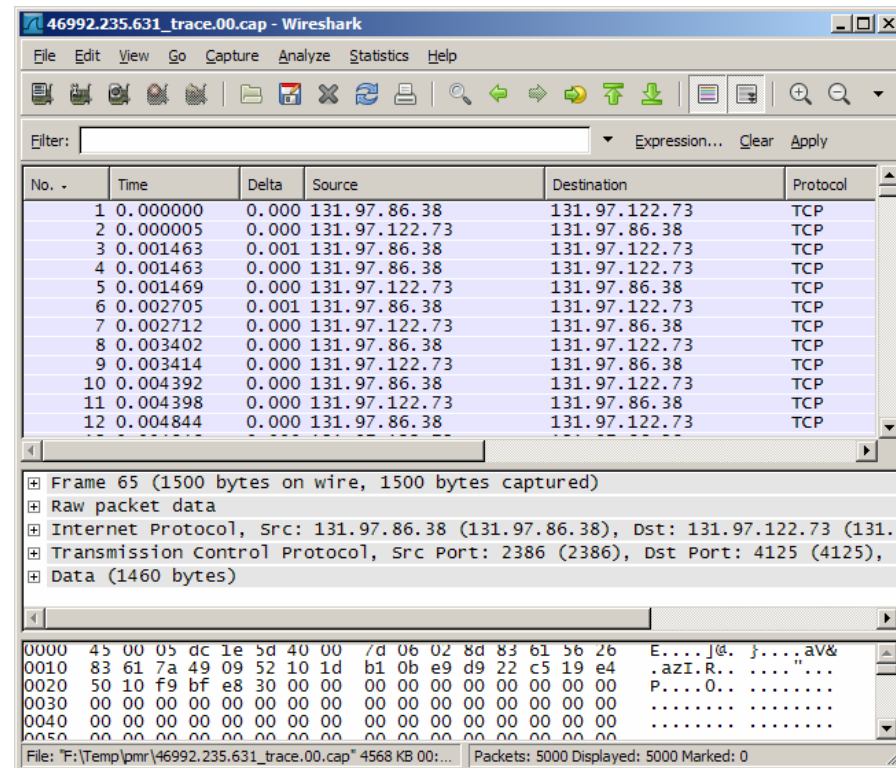 46992.235.631_trace.00.cap - Wireshark
File Edit View Go Capture Analyze Statistics Help
Filter: Expression... Clear Apply
No. - Time Delta Source Destination Protocol
1 0.000000 0.000 131.97.86.38 131.97.122.73 TCP
2 0.000005 0.000 131.97.122.73 131.97.86.38 TCP
3 0.001463 0.001 131.97.86.38 131.97.122.73 TCP
4 0.001463 0.000 131.97.86.38 131.97.122.73 TCP
5 0.001469 0.000 131.97.122.73 131.97.86.38 TCP
6 0.002705 0.001 131.97.86.38 131.97.122.73 TCP
7 0.002712 0.000 131.97.122.73 131.97.86.38 TCP
8 0.003402 0.000 131.97.86.38 131.97.122.73 TCP
9 0.003414 0.000 131.97.122.73 131.97.86.38 TCP
10 0.004392 0.000 131.97.86.38 131.97.122.73 TCP
11 0.004398 0.000 131.97.122.73 131.97.86.38 TCP
12 0.004844 0.000 131.97.86.38 131.97.122.73 TCP
Frame 65 (1500 bytes on wire, 1500 bytes captured)
Raw packet data
Internet Protocol, Src: 131.97.86.38 (131.97.86.38), Dst: 131.97.122.73 (131.
Transmission Control Protocol, Src Port: 2386 (2386), Dst Port: 4125 (4125),
Data (1460 bytes)
0000 45 00 05 dc 1e 5d 40 00 7d 06 02 8d 83 61 56 26 E....]@. }....aV&
0010 83 61 7a 49 09 52 10 1d b1 0b e9 d9 22 c5 19 e4 .azI.R.. ...."...
0020 50 10 f9 bf e8 30 00 00 00 00 00 00 00 00 00 00 P....0.. ........
0030 00 00 00 00 00 00 00 00 00 00 00 00 00 00 00 00 ........ ........
0040 00 00 00 00 00 00 00 00 00 00 00 00 00 00 00 00 ........ ........
0050 00 00 00 00 00 00 00 00 00 00 00 00 00 00 00 00
File: "F:\Temp\pmr\46992.235.631_trace.00.cap" 4568 KB 00:... Packets: 5000 Displayed: 5000 Marked: 0